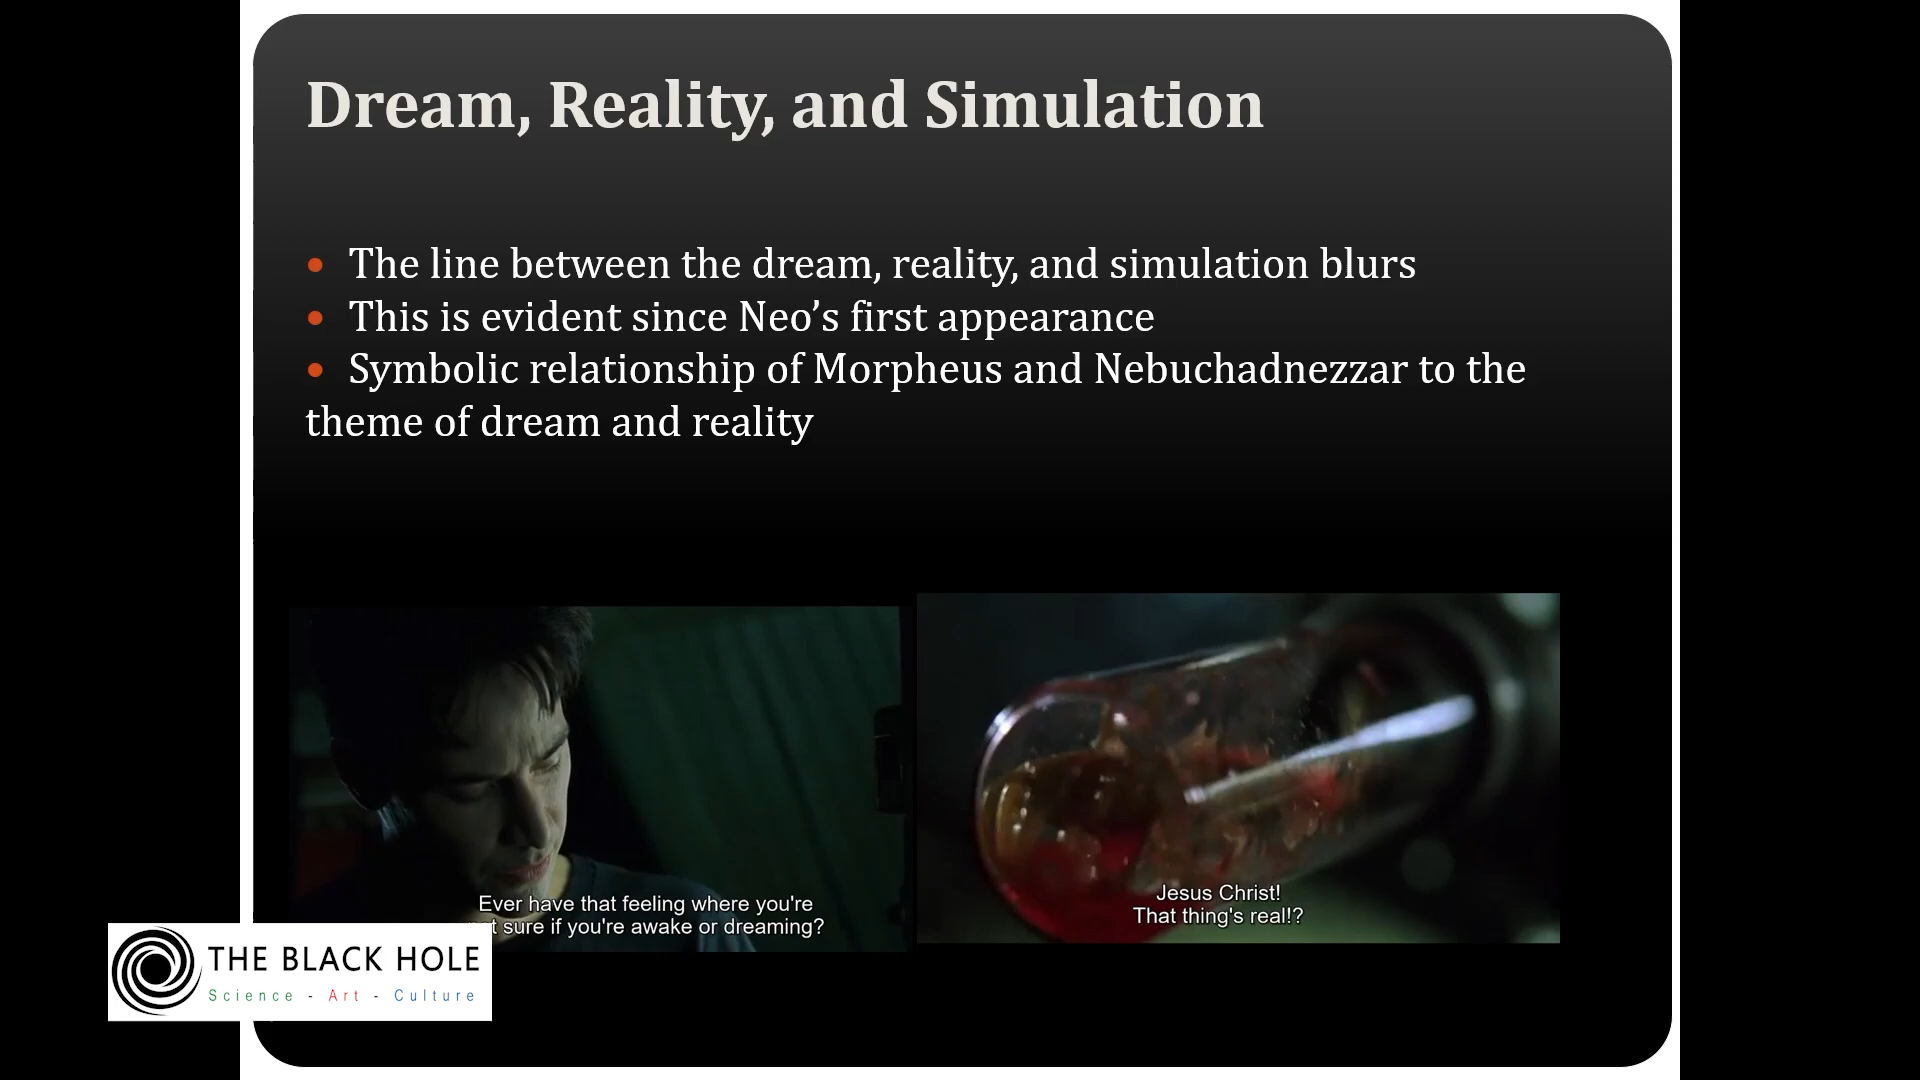 Dream, Reality, and Simulation
• The line between the dream, reality, and simulation blurs
• This is evident since Neo’s first appearance
• Symbolic relationship of Morpheus and Nebuchadnezzar to the
theme of dream and reality
Ever have that feeling where you're
sure if you're awake or dreaming?
Jesus Christ!
That thing's real!?
THE BLACK HOLE
Science - Art - Culture